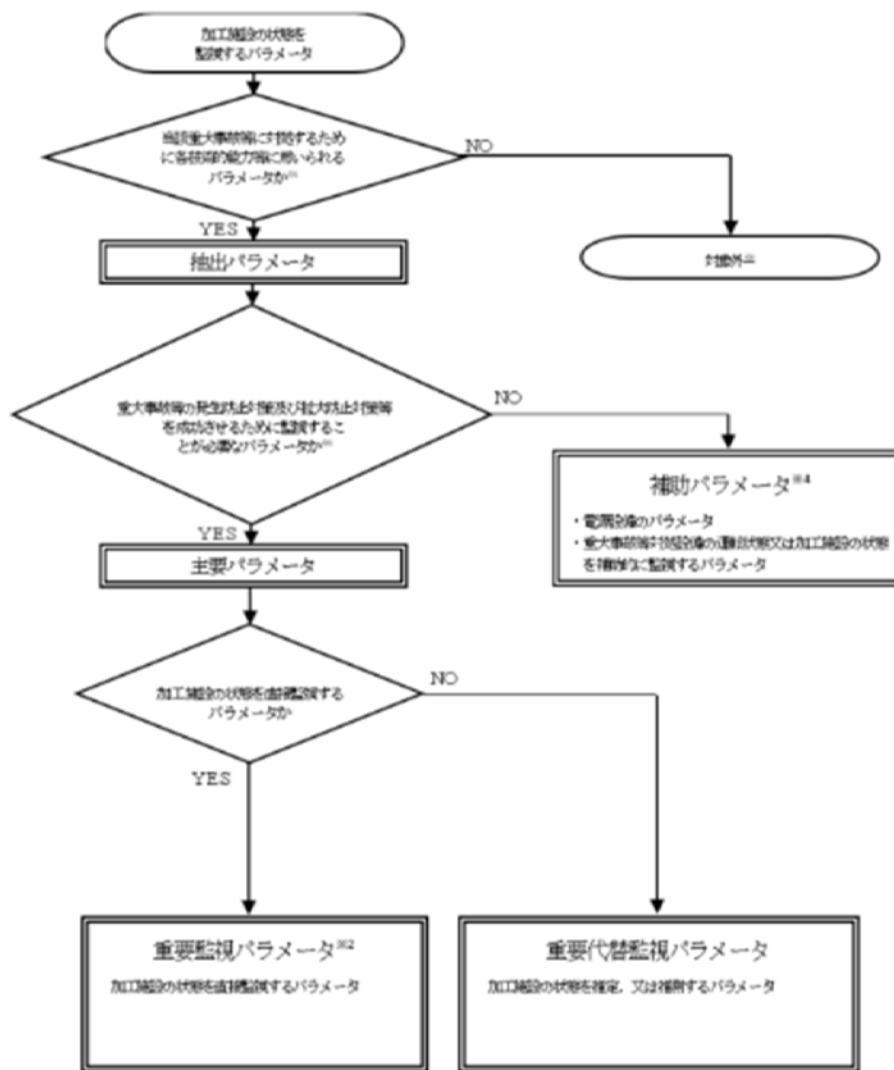 加工施設の状態を
監視するパラメータ
当該重大事故等に対処するため
に各技術的能力等に用いられる
パラメータか
NO
YES
抽出パラメータ
対象外
重大事故等の発生防止対策及び拡大防止対策等
を成功させるために監視するこ
とが必要なパラメータか
NO
YES
補助パラメータ※4
・電源設備のパラメータ
・重大事故等対処設備の運転状態又は加工施設の状態
を補助的に監視するパラメータ
主要パラメータ
加工施設の状態を直接監視する
パラメータか
NO
YES
重要監視パラメータ※2
加工施設の状態を直接監視するパラメータ
重要代替監視パラメータ
加工施設の状態を推定、又は補助するパラメータ